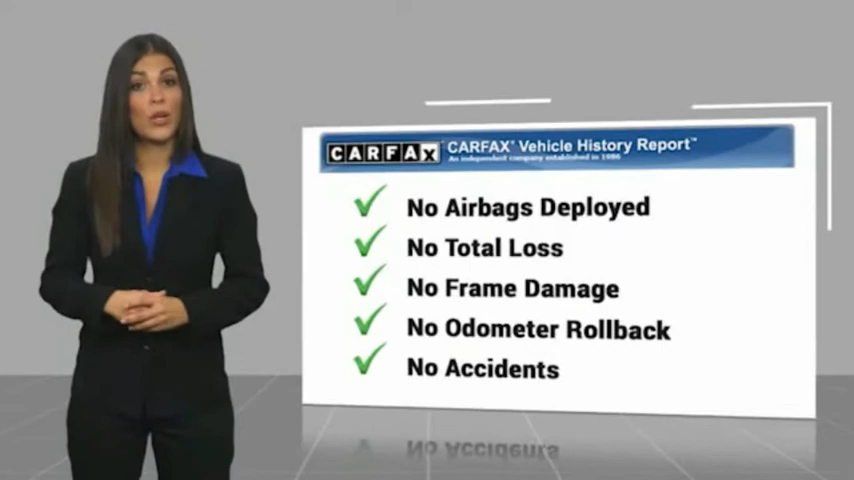 CARFAX CARFAX® Vehicle History Report™
An independent company established in 1986
No Airbags Deployed
No Total Loss
No Frame Damage
No Odometer Rollback
No Accidents